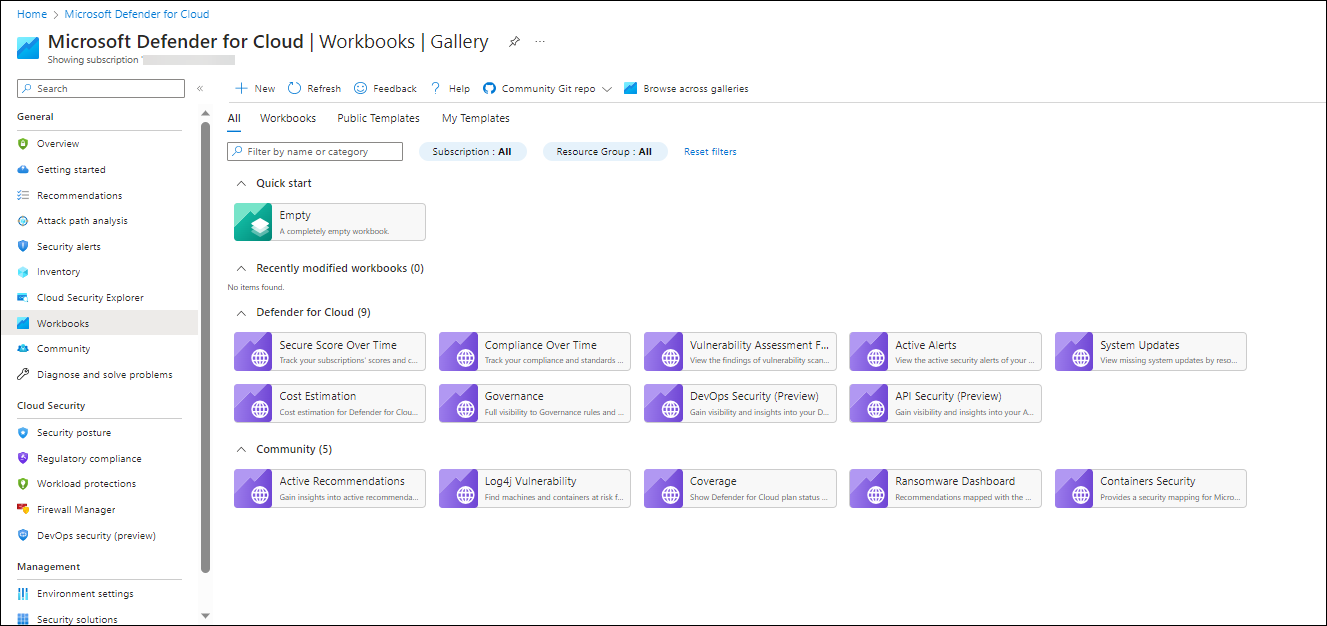 Home > Microsoft Defender for Cloud
Microsoft Defender for Cloud | Workbooks | Gallery
Showing subscription
Search
«
New
Refresh
Feedback
Help
Community Git repo
Browse across galleries
General
Overview
Getting started
Recommendations
Attack path analysis
Security alerts
Inventory
Cloud Security Explorer
Workbooks
Community
Diagnose and solve problems
Cloud Security
Security posture
Regulatory compliance
Workload protections
Firewall Manager
DevOps security (preview)
Management
Environment settings
Security solutions
All
Workbooks
Public Templates
My Templates
Filter by name or category
Subscription : All
Resource Group : All
Reset filters
Quick start
Empty
A completely empty workbook.
Recently modified workbooks (0)
No items found.
Defender for Cloud (9)
Secure Score Over Time
Track your subscriptions' scores and c...
Compliance Over Time
Track your compliance and standards ...
Vulnerability Assessment F...
View the findings of vulnerability scan...
Active Alerts
View the active security alerts of your ...
System Updates
View missing system updates by reso...
Cost Estimation
Cost estimation for Defender for Clou...
Governance
Full visibility to Governance rules and ...
DevOps Security (Preview)
Gain visibility and insights into your D...
API Security (Preview)
Gain visibility and insights into your A...
Community (5)
Active Recommendations
Gain insights into active recommenda...
Log4j Vulnerability
Find machines and containers at risk f...
Coverage
Show Defender for Cloud plan status ...
Ransomware Dashboard
Recommendations mapped with the ...
Containers Security
Provides a security mapping for Micro...